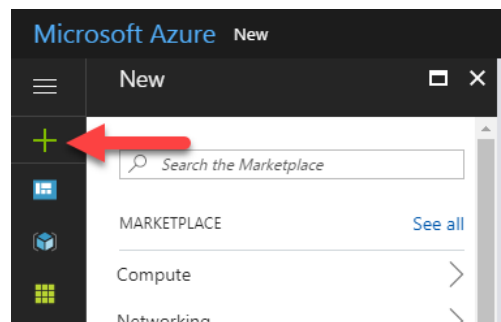 Microsoft Azure New
New
Search the Marketplace
MARKETPLACE See all
Compute
Networking